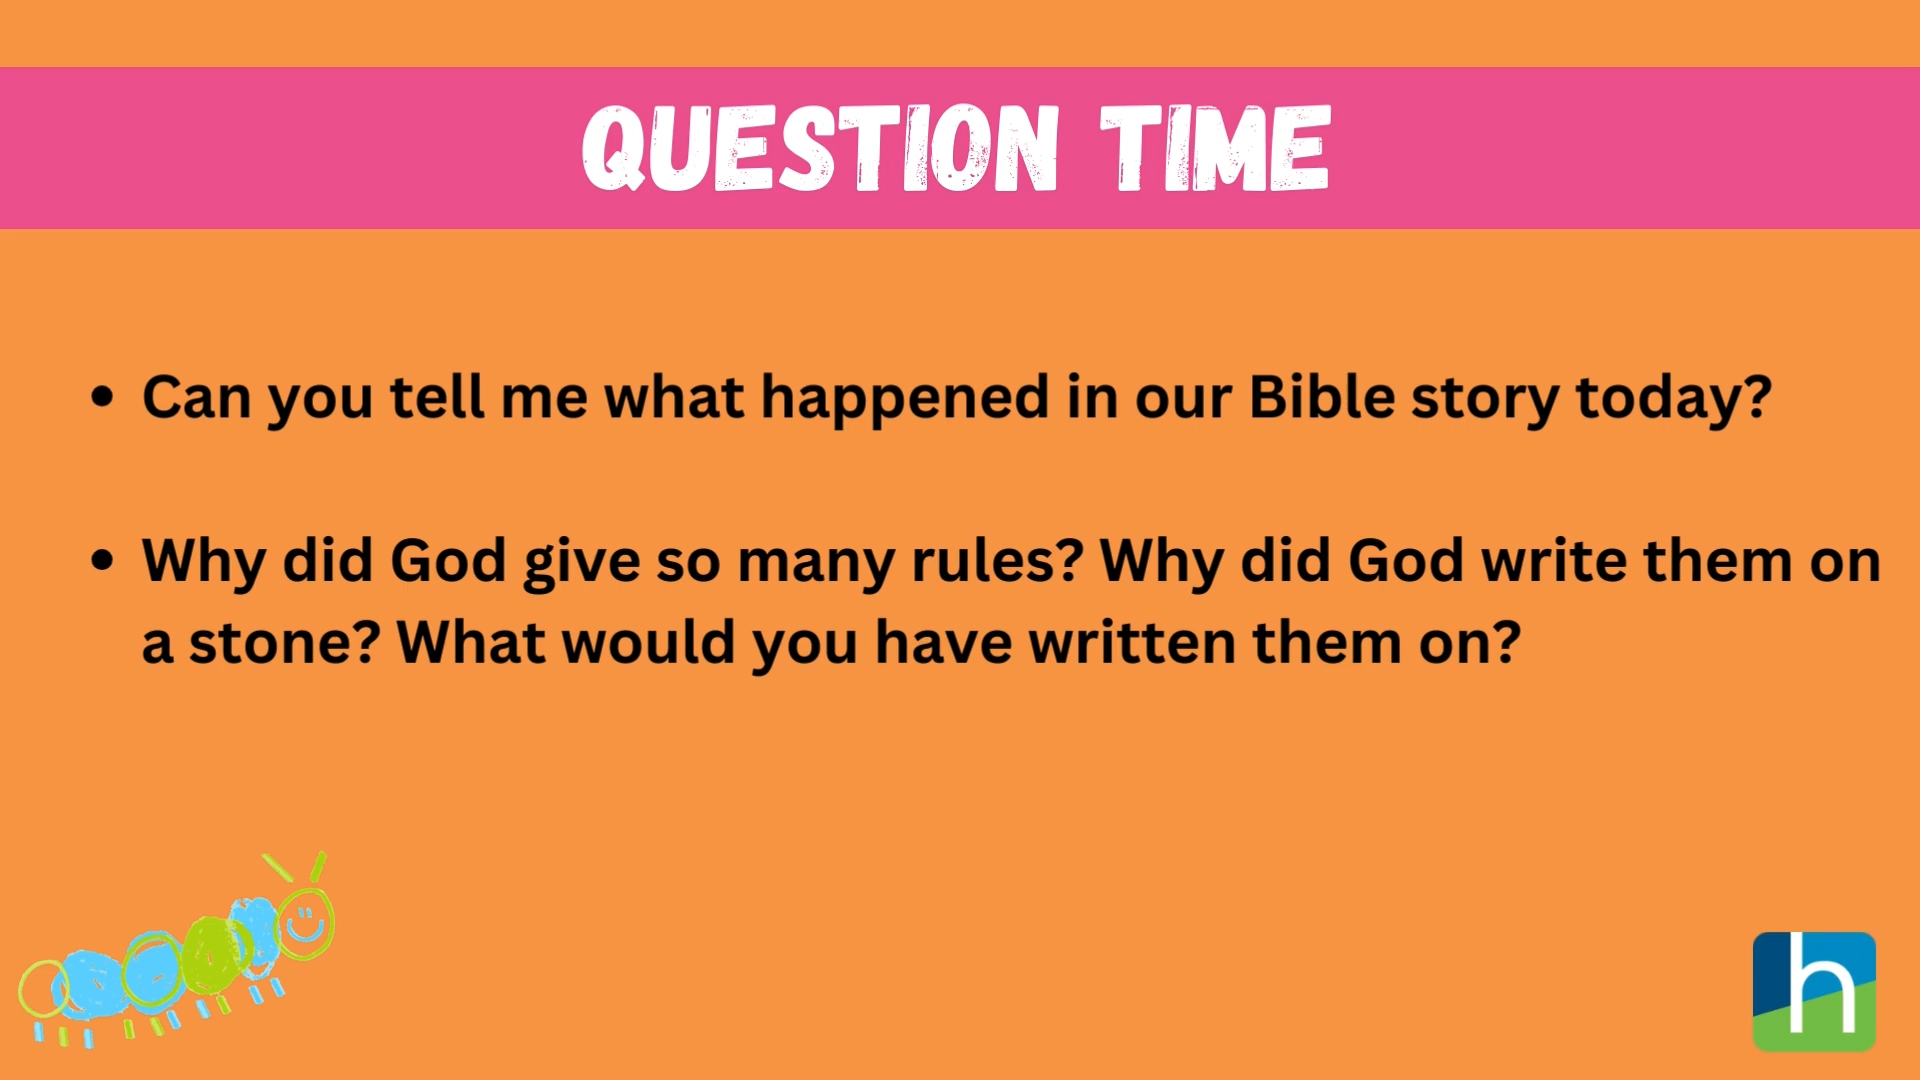 QUESTION TIME
• Can you tell me what happened in our Bible story today?
• Why did God give so many rules? Why did God write them on
a stone? What would you have written them on?
h